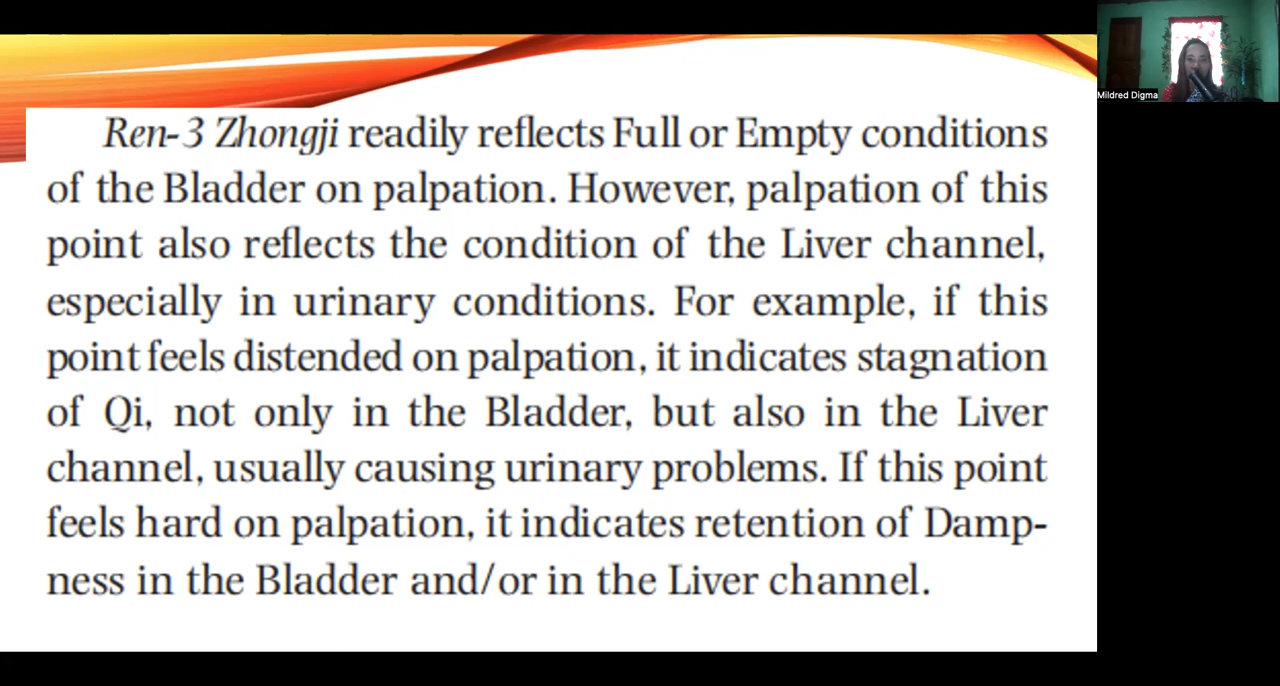 Mildred Digma
Ren-3 Zhongji readily reflects Full or Empty conditions
of the Bladder on palpation. However, palpation of this
point also reflects the condition of the Liver channel,
especially in urinary conditions. For example, if this
point feels distended on palpation, it indicates stagnation
of Qi, not only in the Bladder, but also in the Liver
channel, usually causing urinary problems. If this point
feels hard on palpation, it indicates retention of Damp-
ness in the Bladder and/or in the Liver channel.